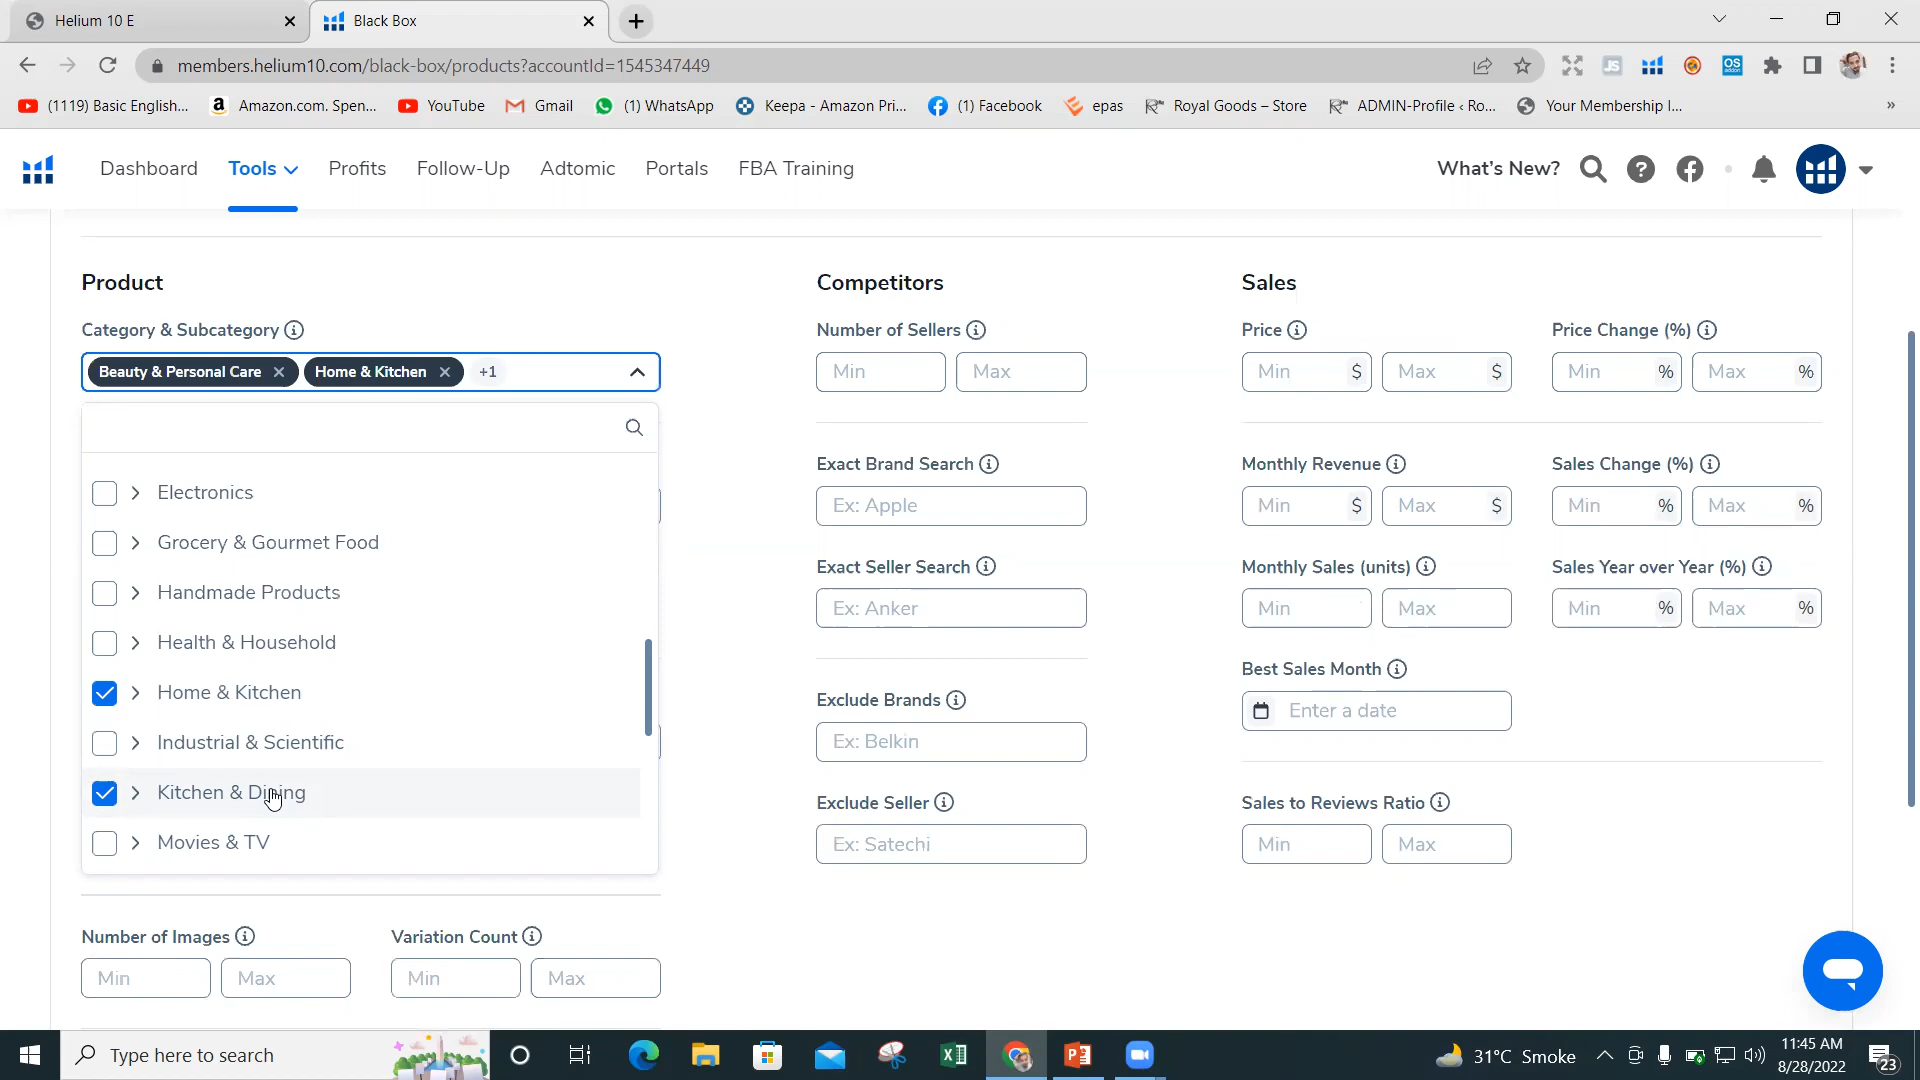 Helium 10 E
Black Box
members.helium10.com/black-box/products?accountId=1545347449
(1119) Basic English...
Amazon.com. Spen...
YouTube
Gmail
(1) WhatsApp
Keepa - Amazon Pri...
(1) Facebook
epas
Royal Goods – Store
ADMIN-Profile ‹ Ro...
Your Membership I...
»
Dashboard
Tools
Profits
Follow-Up
Adtomic
Portals
FBA Training
What's New?
Product
Competitors
Sales
Category & Subcategory
Number of Sellers
Price
Price Change (%)
Beauty & Personal Care
Home & Kitchen
+1
Min
Max
Min $
Max $
Min %
Max %
Exact Brand Search
Monthly Revenue
Sales Change (%)
Electronics
Ex: Apple
Min $
Max $
Min %
Max %
Grocery & Gourmet Food
Exact Seller Search
Monthly Sales (units)
Sales Year over Year (%)
Handmade Products
Ex: Anker
Min
Max
Min %
Max %
Health & Household
Best Sales Month
Home & Kitchen
Exclude Brands
Enter a date
Industrial & Scientific
Ex: Belkin
Kitchen & Dining
Exclude Seller
Sales to Reviews Ratio
Movies & TV
Ex: Satechi
Min
Max
Number of Images
Variation Count
Min
Max
Min
Max
Type here to search
31°C Smoke
11:45 AM
8/28/2022
23